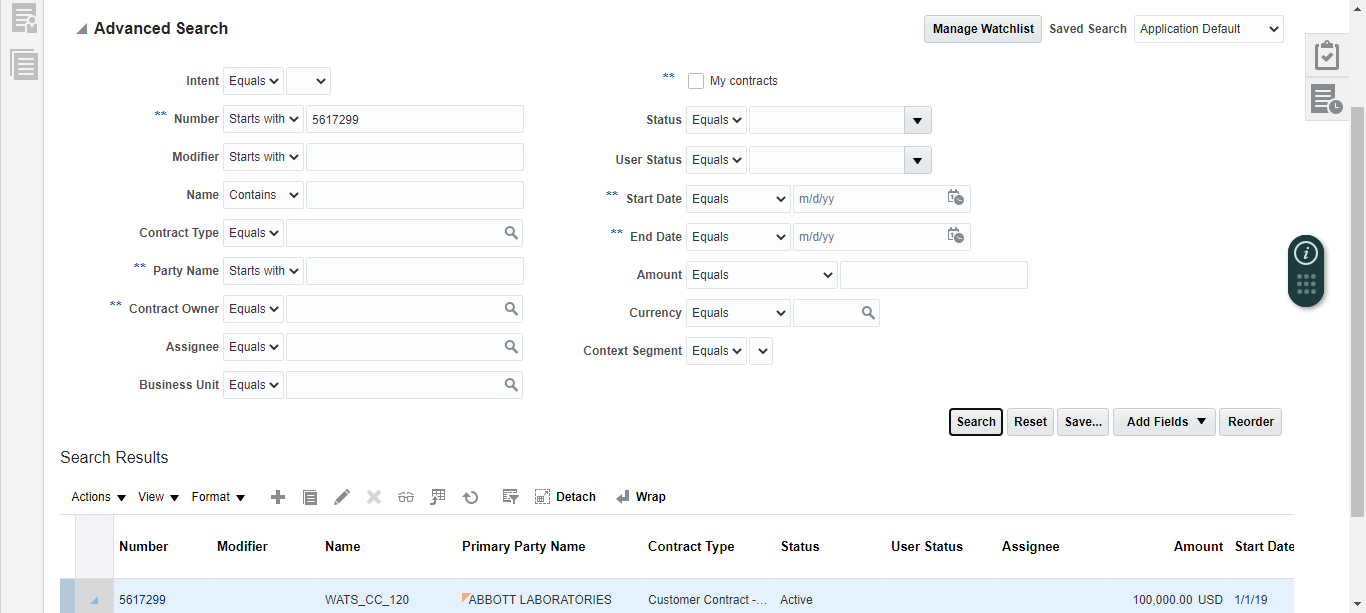 Advanced Search
Manage Watchlist Saved Search Application Default
Intent Equals
** My contracts
** Number Starts with 5617299
Status Equals
Modifier Starts with
User Status Equals
Name Contains
** Start Date Equals m/d/yy
Contract Type Equals
** End Date Equals m/d/yy
** Party Name Starts with
Amount Equals
** Contract Owner Equals
Currency Equals
Assignee Equals
Context Segment Equals
Business Unit Equals
Search Reset Save... Add Fields Reorder
Search Results
Actions View Format Detach Wrap
Number Modifier Name Primary Party Name Contract Type Status User Status Assignee Amount Start Date
5617299 WATS_CC_120 ABBOTT LABORATORIES Customer Contract -... Active 100,000.00 USD 1/1/19